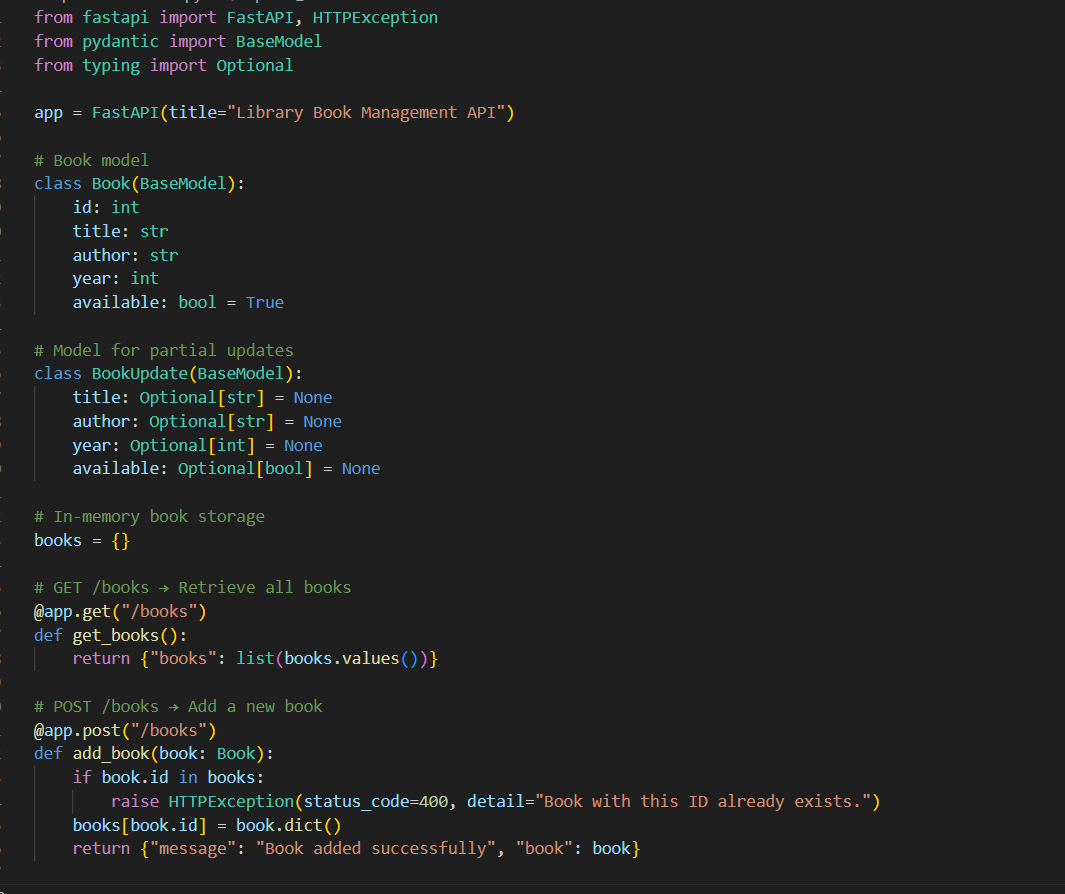 from fastapi import FastAPI, HTTPException
from pydantic import BaseModel
from typing import Optional
app = FastAPI(title="Library Book Management API")
# Book model
class Book(BaseModel):
    id: int
    title: str
    author: str
    year: int
    available: bool = True
# Model for partial updates
class BookUpdate(BaseModel):
    title: Optional[str] = None
    author: Optional[str] = None
    year: Optional[int] = None
    available: Optional[bool] = None
# In-memory book storage
books = {}
# GET /books → Retrieve all books
@app.get("/books")
def get_books():
    return {"books": list(books.values())}
# POST /books → Add a new book
@app.post("/books")
def add_book(book: Book):
    if book.id in books:
        raise HTTPException(status_code=400, detail="Book with this ID already exists.")
    books[book.id] = book.dict()
    return {"message": "Book added successfully", "book": book}